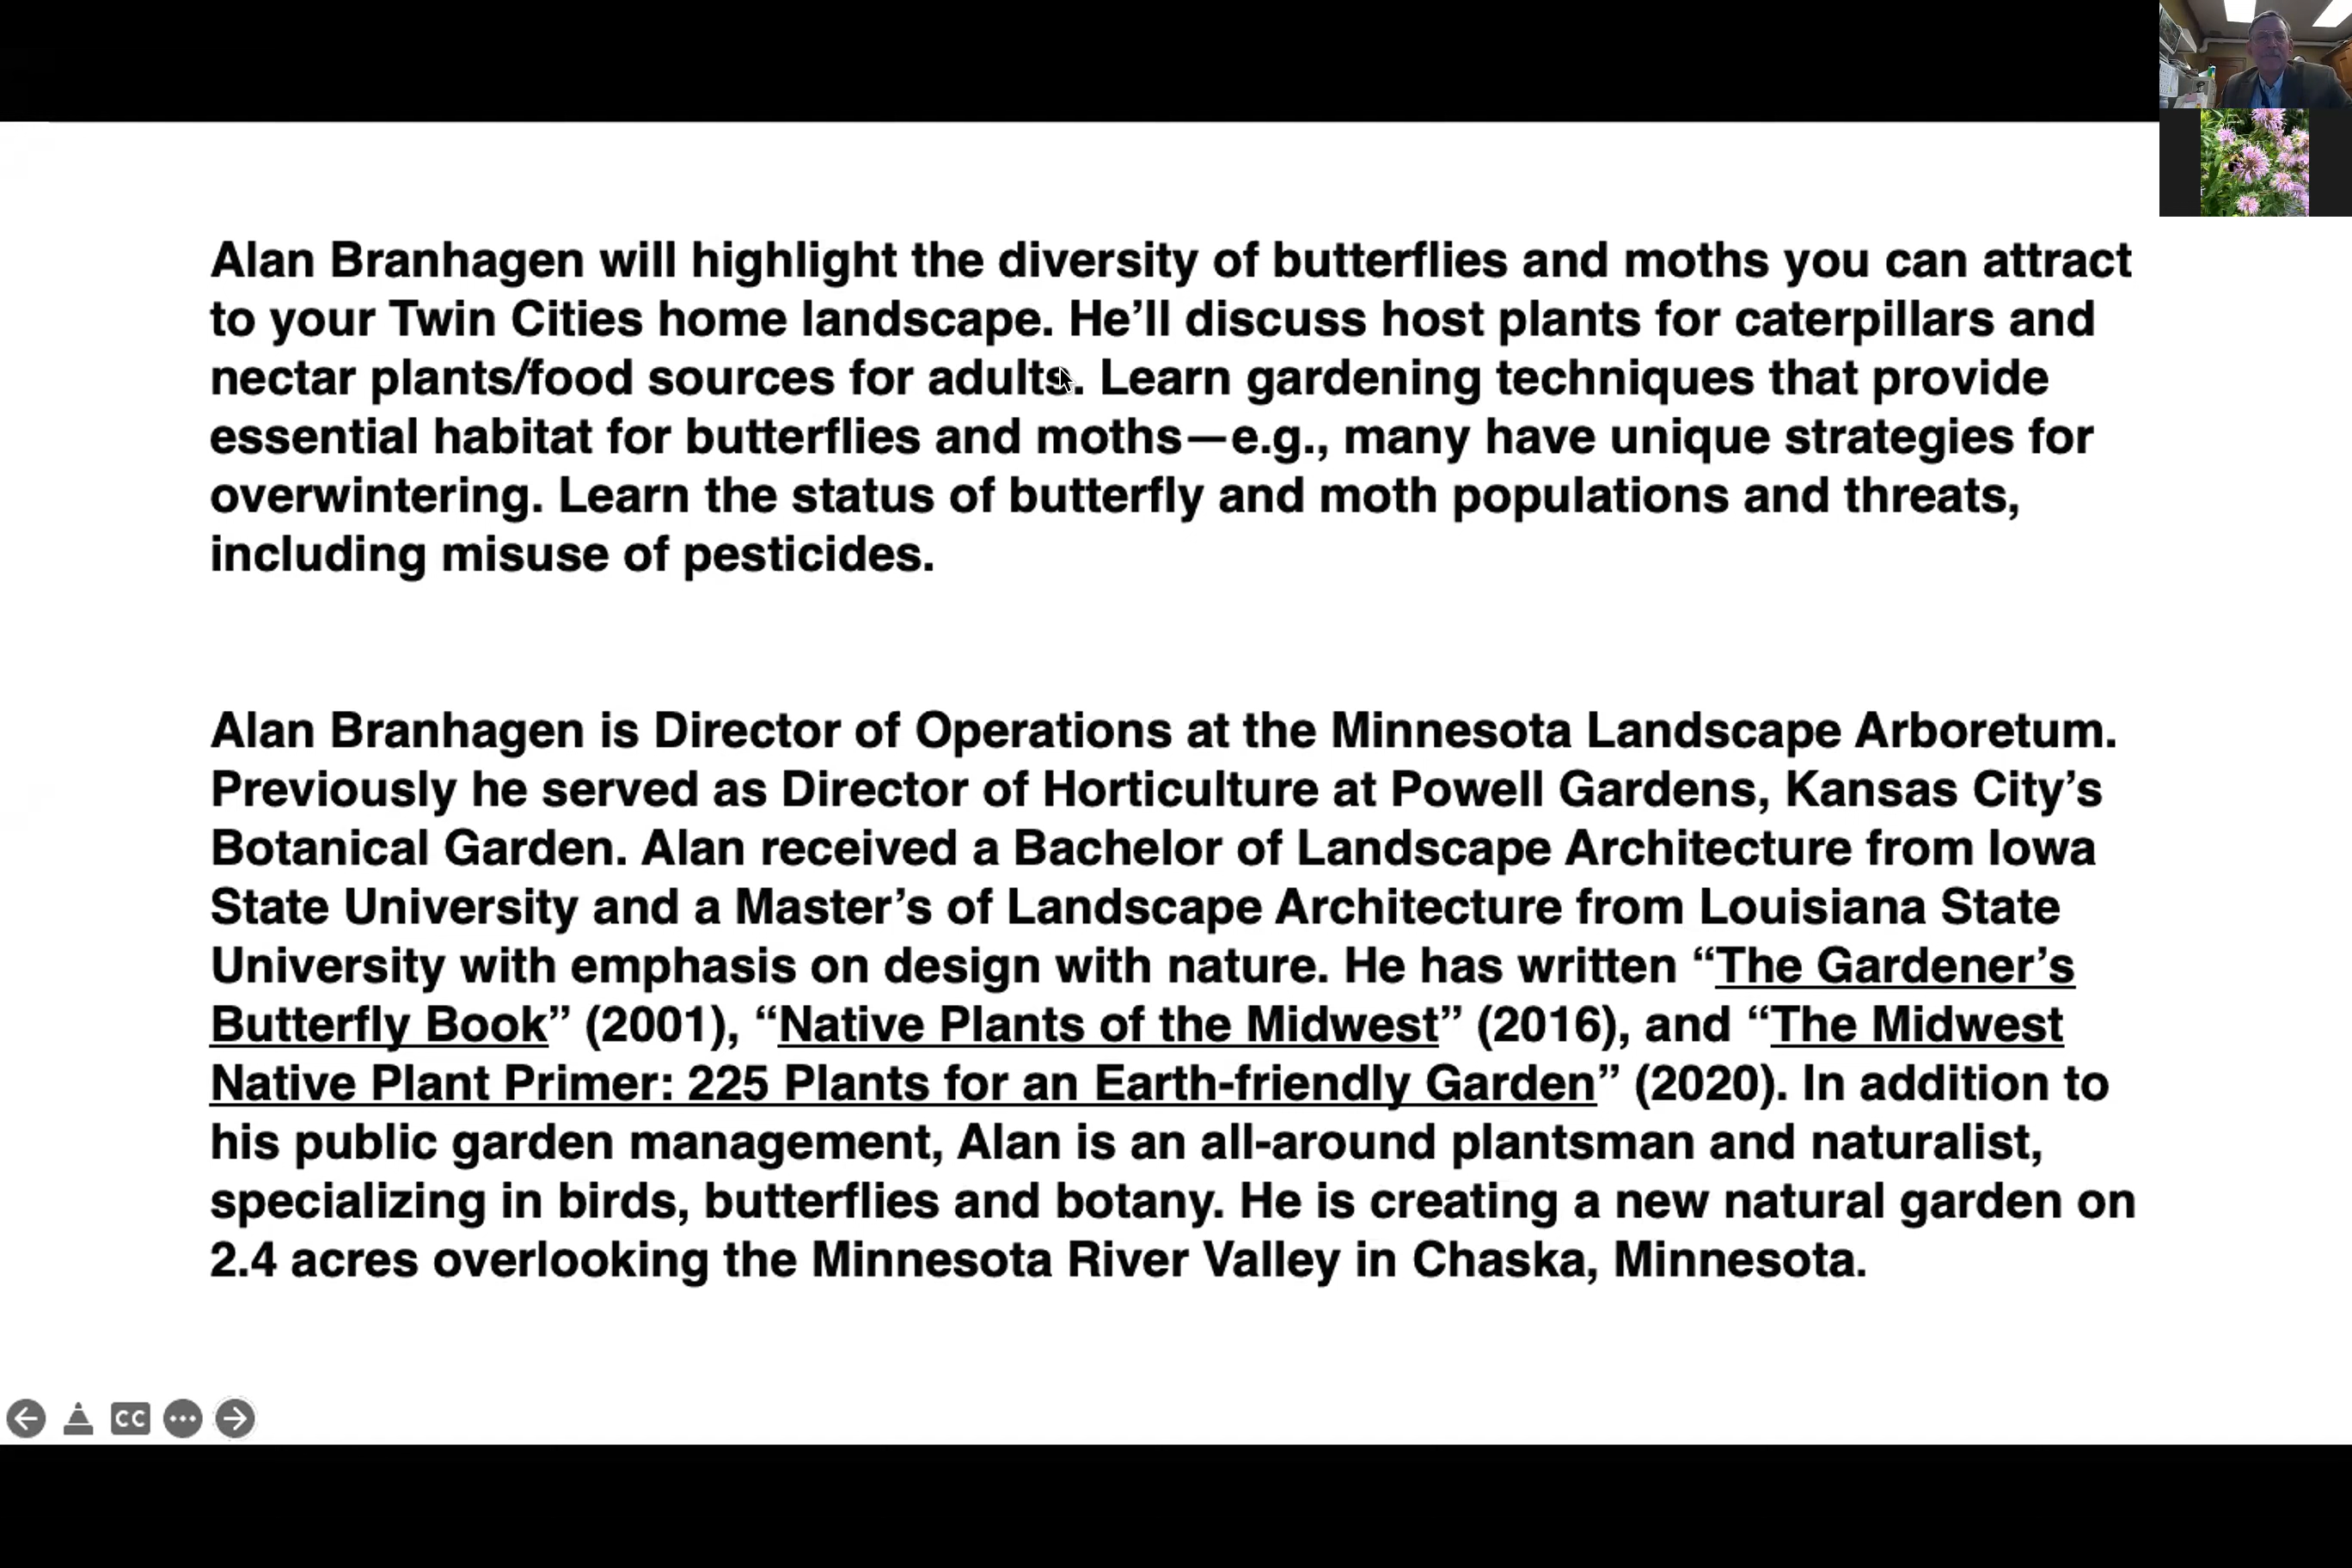 Alan Branhagen will highlight the diversity of butterflies and moths you can attract
to your Twin Cities home landscape. He’ll discuss host plants for caterpillars and
nectar plants/food sources for adults. Learn gardening techniques that provide
essential habitat for butterflies and moths—e.g., many have unique strategies for
overwintering. Learn the status of butterfly and moth populations and threats,
including misuse of pesticides.
Alan Branhagen is Director of Operations at the Minnesota Landscape Arboretum.
Previously he served as Director of Horticulture at Powell Gardens, Kansas City’s
Botanical Garden. Alan received a Bachelor of Landscape Architecture from Iowa
State University and a Master’s of Landscape Architecture from Louisiana State
University with emphasis on design with nature. He has written “The Gardener’s
Butterfly Book” (2001), “Native Plants of the Midwest” (2016), and “The Midwest
Native Plant Primer: 225 Plants for an Earth-friendly Garden” (2020). In addition to
his public garden management, Alan is an all-around plantsman and naturalist,
specializing in birds, butterflies and botany. He is creating a new natural garden on
2.4 acres overlooking the Minnesota River Valley in Chaska, Minnesota.
CC